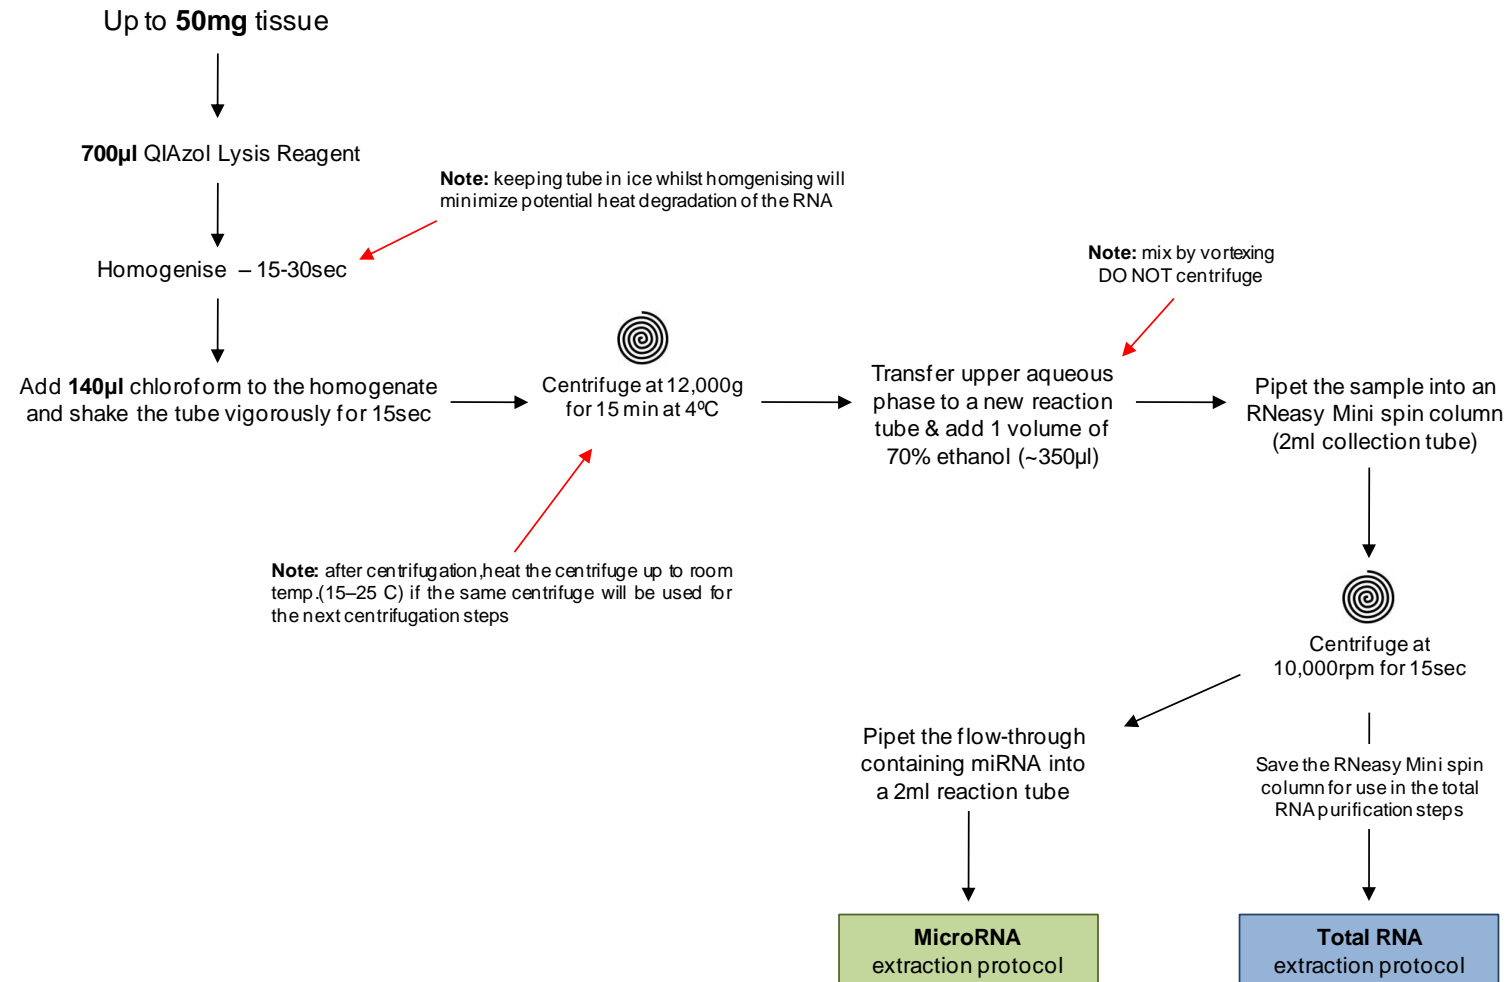 Up to 50mg tissue
700µl QIAzol Lysis Reagent
Note: keeping tube in ice whilst homgenising will
minimize potential heat degradation of the RNA
Homogenise – 15-30sec
Add 140µl chloroform to the homogenate
and shake the tube vigorously for 15sec
Centrifuge at 12,000g
for 15 min at 4ºC
Note: after centrifugation,heat the centrifuge up to room
temp.(15–25 C) if the same centrifuge will be used for
the next centrifugation steps
Note: mix by vortexing
DO NOT centrifuge
Transfer upper aqueous
phase to a new reaction
tube & add 1 volume of
70% ethanol (~350µl)
Pipet the sample into an
RNeasy Mini spin column
(2ml collection tube)
Centrifuge at
10,000rpm for 15sec
Pipet the flow-through
containing miRNA into
a 2ml reaction tube
Save the RNeasy Mini spin
column for use in the total
RNA purification steps
MicroRNA
extraction protocol
Total RNA
extraction protocol